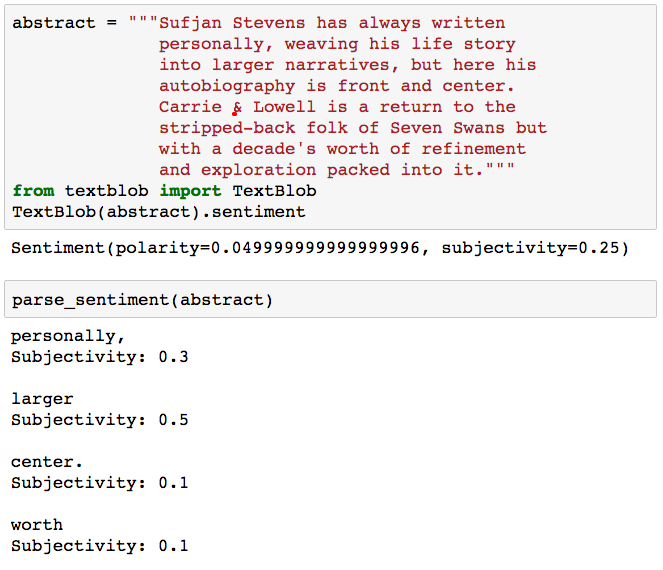 abstract = """Sufjan Stevens has always written
personally, weaving his life story
into larger narratives, but here his
autobiography is front and center.
Carrie & Lowell is a return to the
stripped-back folk of Seven Swans but
with a decade's worth of refinement
and exploration packed into it."""
from textblob import TextBlob
TextBlob(abstract).sentiment
Sentiment(polarity=0.049999999999999996, subjectivity=0.25)
parse_sentiment(abstract)
personally,
Subjectivity: 0.3
larger
Subjectivity: 0.5
center.
Subjectivity: 0.1
worth
Subjectivity: 0.1